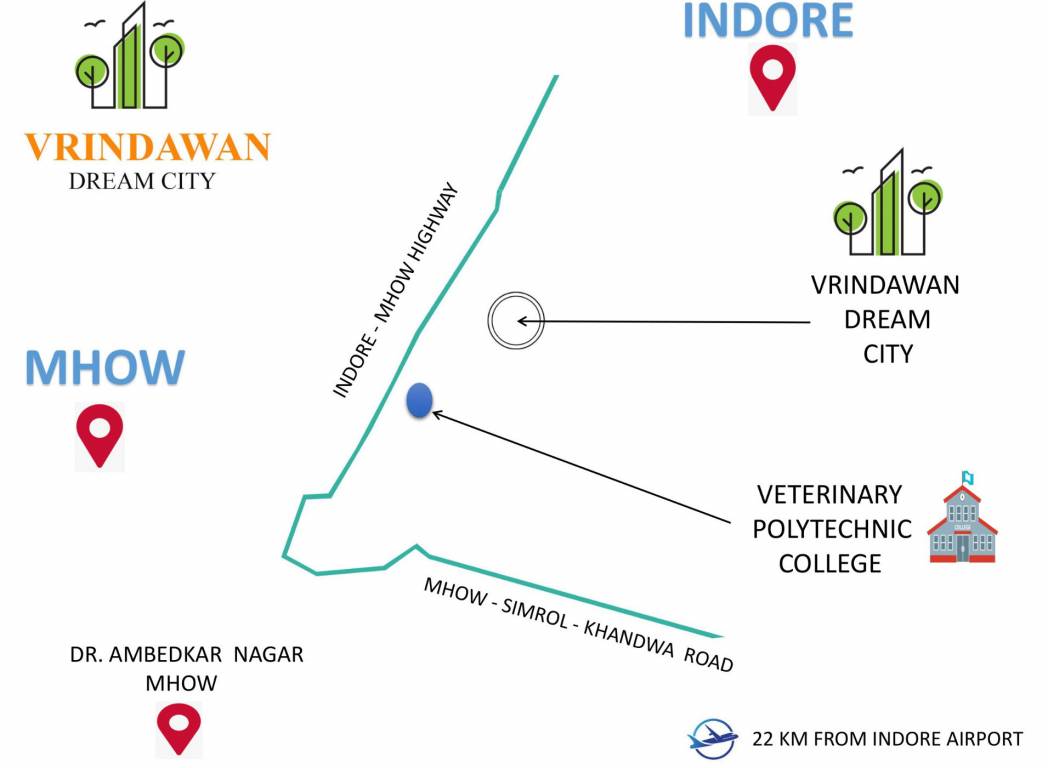 INDORE
VRINDAWAN
DREAM CITY
INDORE - MHOW HIGHWAY
VRINDAWAN
DREAM
CITY
MHOW
VETERINARY
POLYTECHNIC
COLLEGE
COLLEGE
MHOW - SIMROL - KHANDWA ROAD
DR. AMBEDKAR NAGAR
MHOW
22 KM FROM INDORE AIRPORT